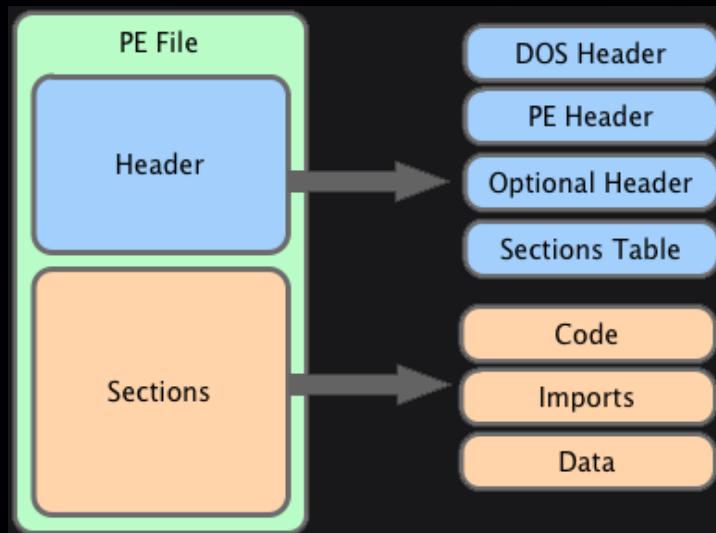 PE File
Header
Sections
DOS Header
PE Header
Optional Header
Sections Table
Code
Imports
Data